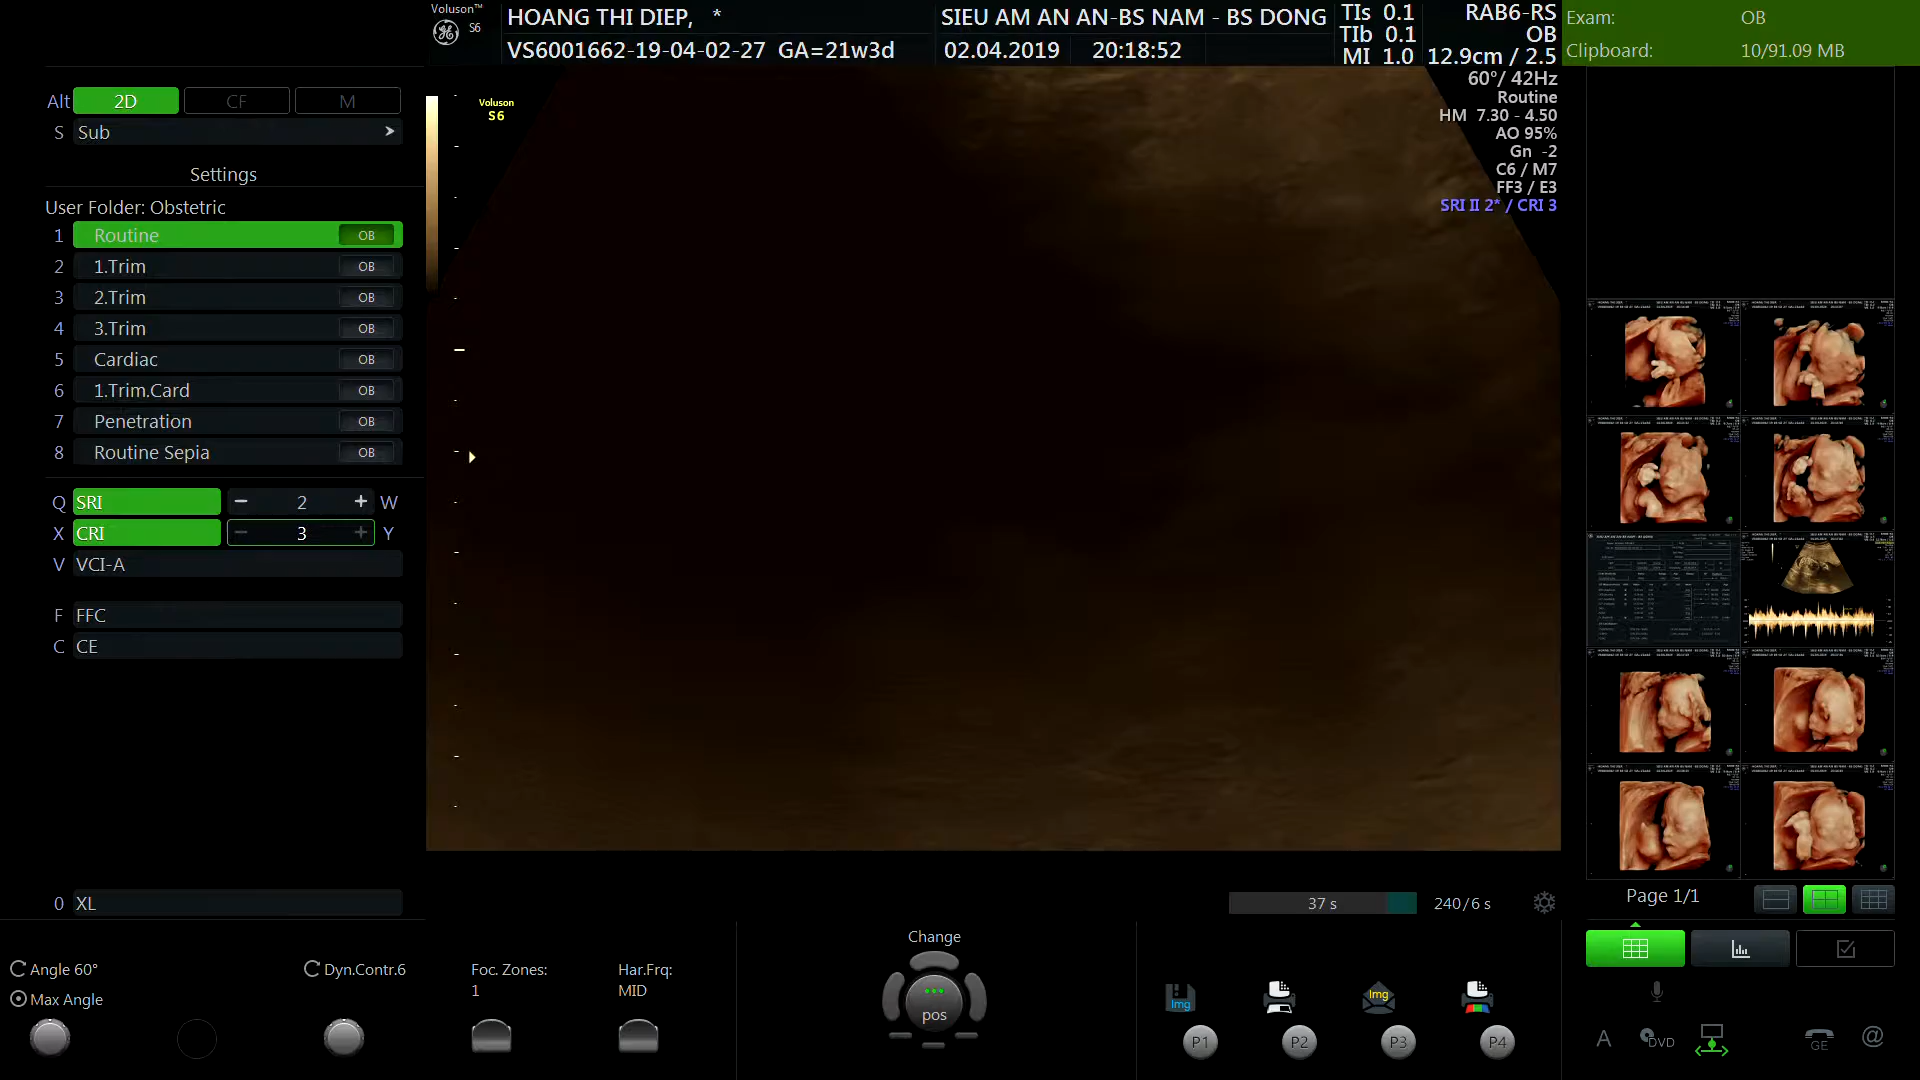 Voluson™
S6
HOANG THI DIEP, *
SIEU AM AN AN-BS NAM - BS DONG
TIs 0.1
RAB6-RS
TIb 0.1
OB
VS6001662-19-04-02-27 GA=21w3d
02.04.2019
20:18:52
MI 1.0
12.9cm / 2.5
Exam: OB
Clipboard: 10/91.09 MB
60°/ 42Hz
Routine
HM 7.30 - 4.50
AO 95%
Gn -2
C6 / M7
FF3 / E3
SRI II 2* / CRI 3
Voluson
S6
Alt 2D CF M
S Sub >
Settings
User Folder: Obstetric
1 Routine OB
2 1.Trim OB
3 2.Trim OB
4 3.Trim OB
5 Cardiac OB
6 1.Trim.Card OB
7 Penetration OB
8 Routine Sepia OB
Q SRI − 2 + W
X CRI − 3 + Y
V VCI-A
F FFC
C CE
0 XL
37 s
240/6 s
Page 1/1
Angle 60°
Max Angle
Dyn.Contr.6
Foc. Zones:
1
Har.Frq:
MID
Change
pos
Img
Img
P1
P2
P3
P4
A
DVD
GE
@